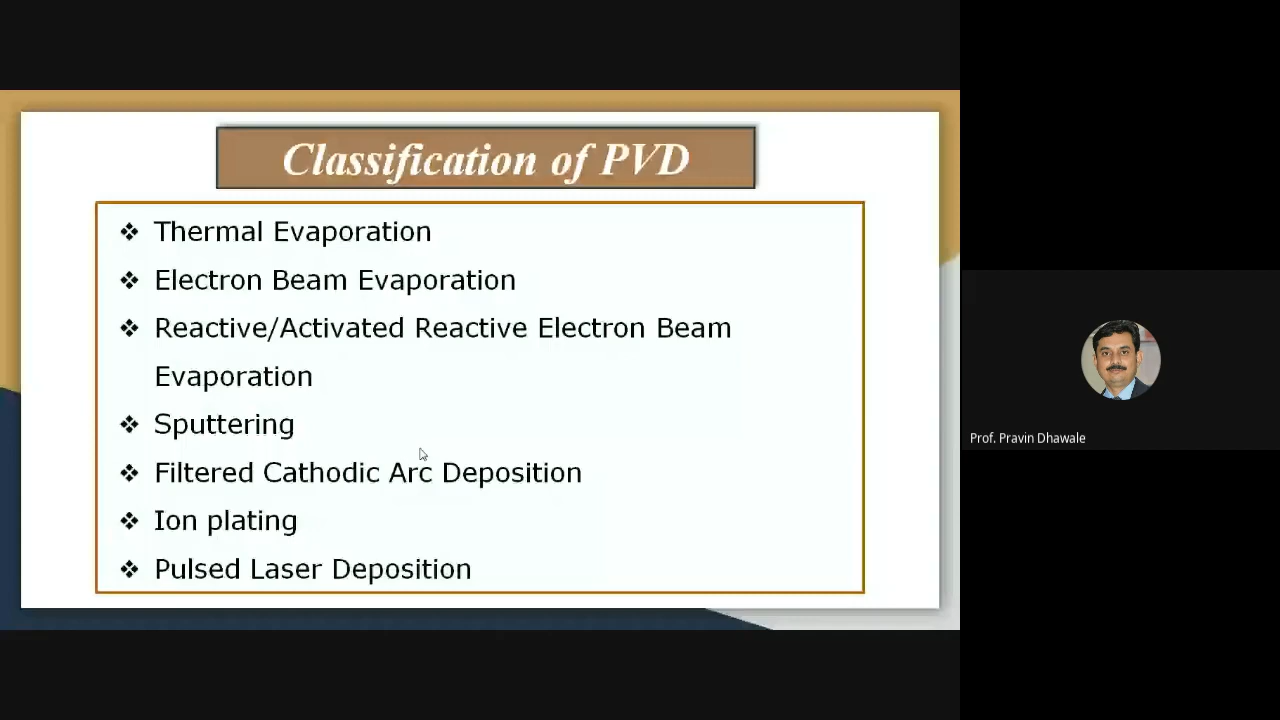 Classification of PVD
❖ Thermal Evaporation
❖ Electron Beam Evaporation
❖ Reactive/Activated Reactive Electron Beam
Evaporation
❖ Sputtering
❖ Filtered Cathodic Arc Deposition
❖ Ion plating
❖ Pulsed Laser Deposition
Prof. Pravin Dhawale